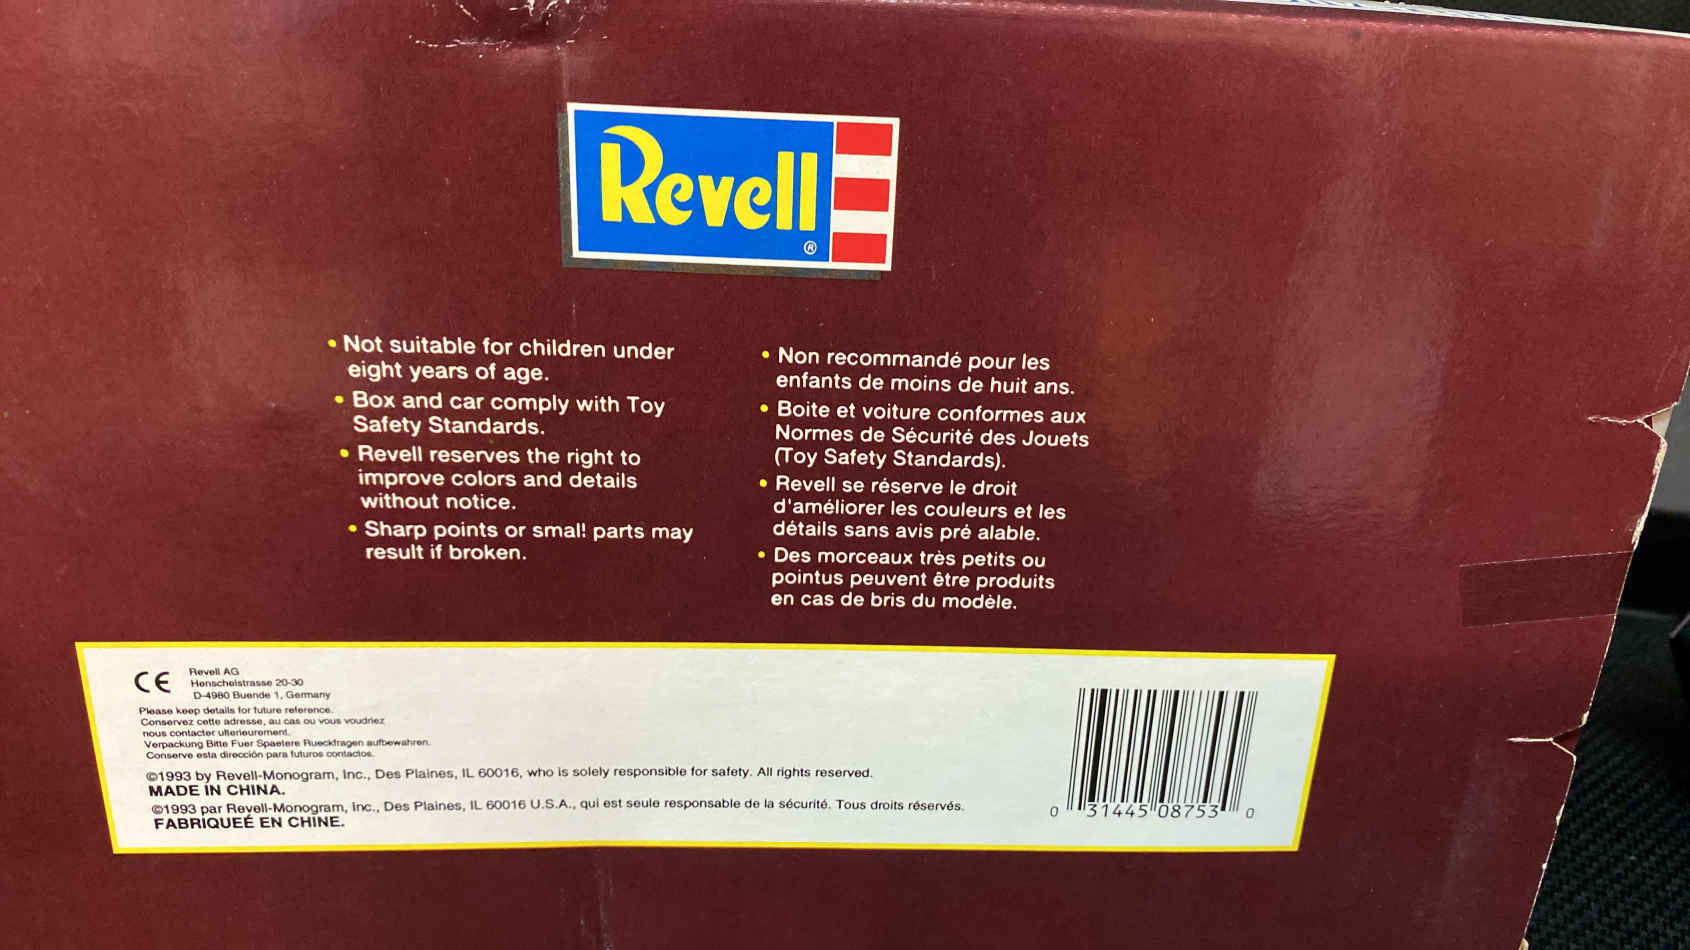 Revell
®
• Not suitable for children under
eight years of age.
• Box and car comply with Toy
Safety Standards.
• Revell reserves the right to
improve colors and details
without notice.
• Sharp points or small parts may
result if broken.
• Non recommandé pour les
enfants de moins de huit ans.
• Boite et voiture conformes aux
Normes de Sécurité des Jouets
(Toy Safety Standards).
• Revell se réserve le droit
d'améliorer les couleurs et les
détails sans avis pré alable.
• Des morceaux très petits ou
pointus peuvent être produits
en cas de bris du modèle.
CE
Revell AG
Henschelstrasse 20-30
D-4980 Buende 1, Germany
Please keep details for future reference.
Conservez cette adresse, au cas ou vous voudriez
nous contacter ulterieurement.
Verpackung Bitte Fuer Spaetere Rueckfragen aufbewahren.
Conserve esta dirección para futuros contactos.
©1993 by Revell-Monogram, Inc., Des Plaines, IL 60016, who is solely responsible for safety. All rights reserved.
MADE IN CHINA.
©1993 par Revell-Monogram, Inc., Des Plaines, IL 60016 U.S.A., qui est seule responsable de la sécurité. Tous droits réservés.
FABRIQUEÉ EN CHINE.
0 31445 08753 0